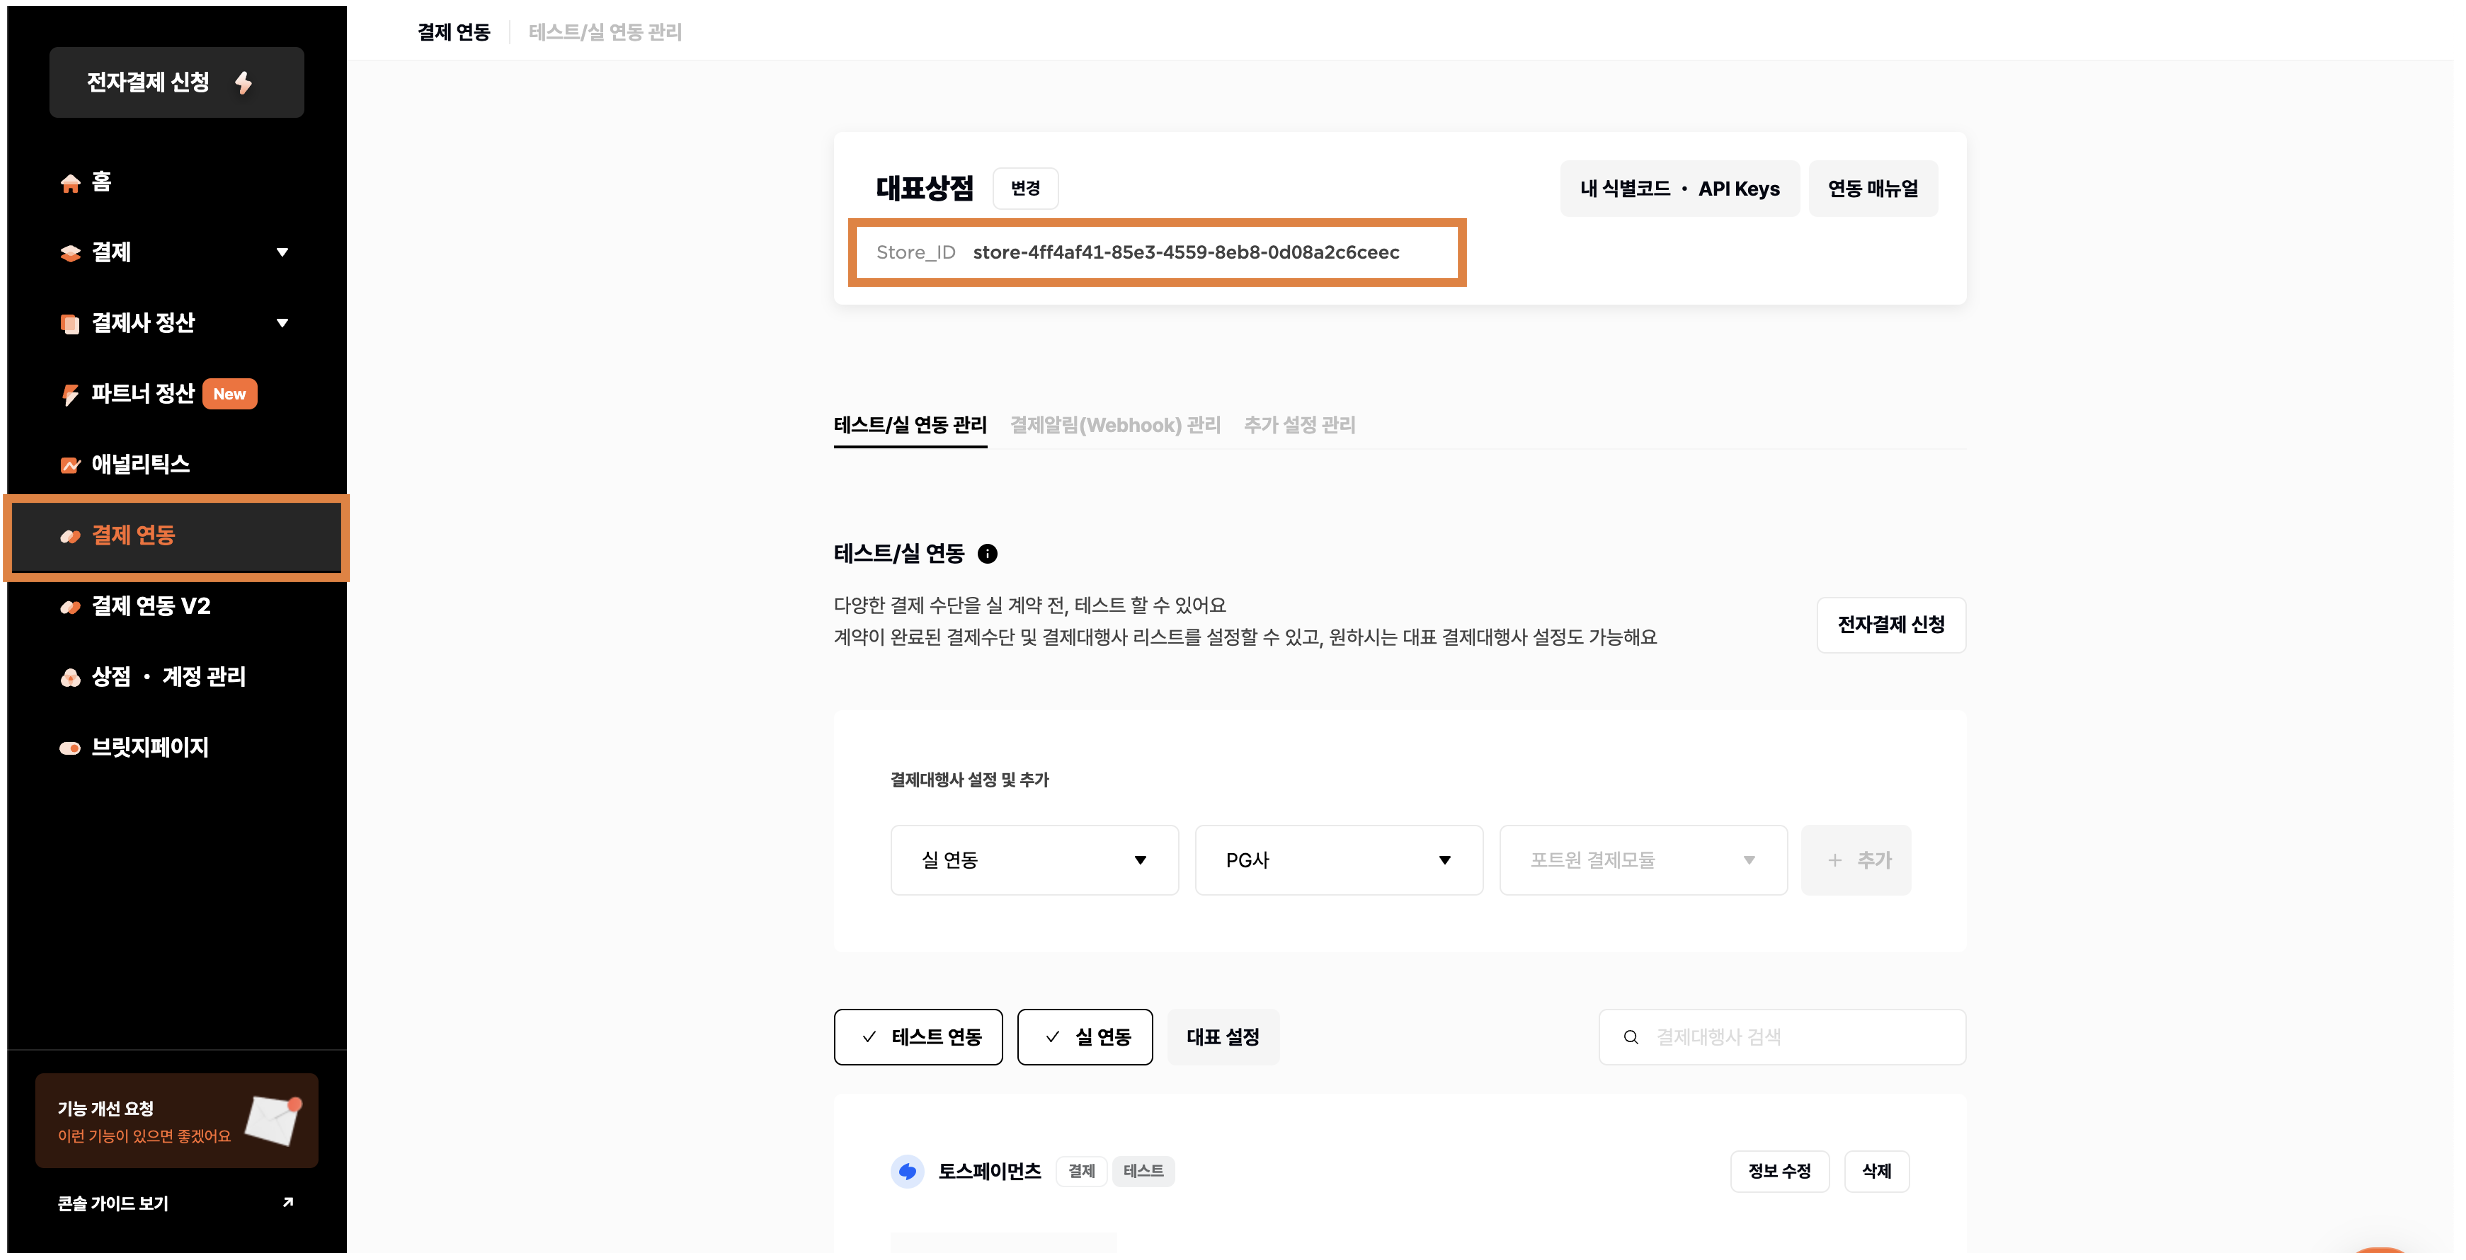 결제 연동 테스트/실 연동 관리
전자결제 신청
홈
결제
결제사 정산
파트너 정산 New
애널리틱스
결제 연동
결제 연동 V2
상점 • 계정 관리
브릿지페이지
기능 개선 요청
이런 기능이 있으면 좋겠어요
콘솔 가이드 보기
대표상점 변경 내 식별코드 • API Keys 연동 매뉴얼
Store_ID store-4ff4af41-85e3-4559-8eb8-0d08a2c6ceec
테스트/실 연동 관리 결제알림(Webhook) 관리 추가 설정 관리
테스트/실 연동
다양한 결제 수단을 실 계약 전, 테스트 할 수 있어요
계약이 완료된 결제수단 및 결제대행사 리스트를 설정할 수 있고, 원하시는 대표 결제대행사 설정도 가능해요
전자결제 신청
결제대행사 설정 및 추가
실 연동 PG사 포트원 결제모듈 + 추가
테스트 연동 실 연동 대표 설정 결제대행사 검색
토스페이먼츠 결제 테스트 정보 수정 삭제